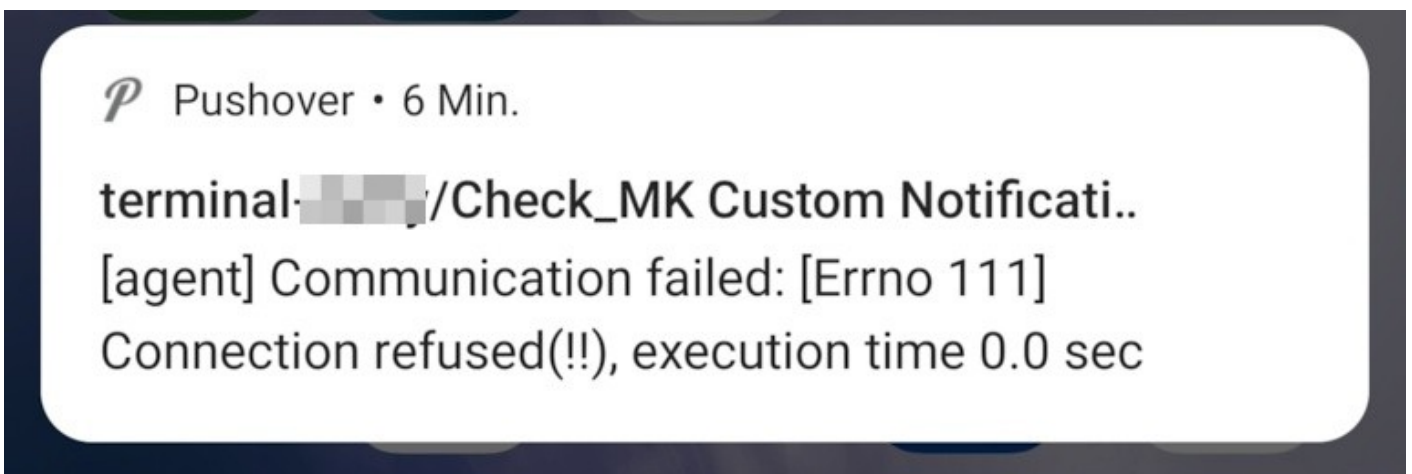 Pushover • 6 Min.
terminal-/Check_MK Custom Notificati..
[agent] Communication failed: [Errno 111]
Connection refused(!!), execution time 0.0 sec